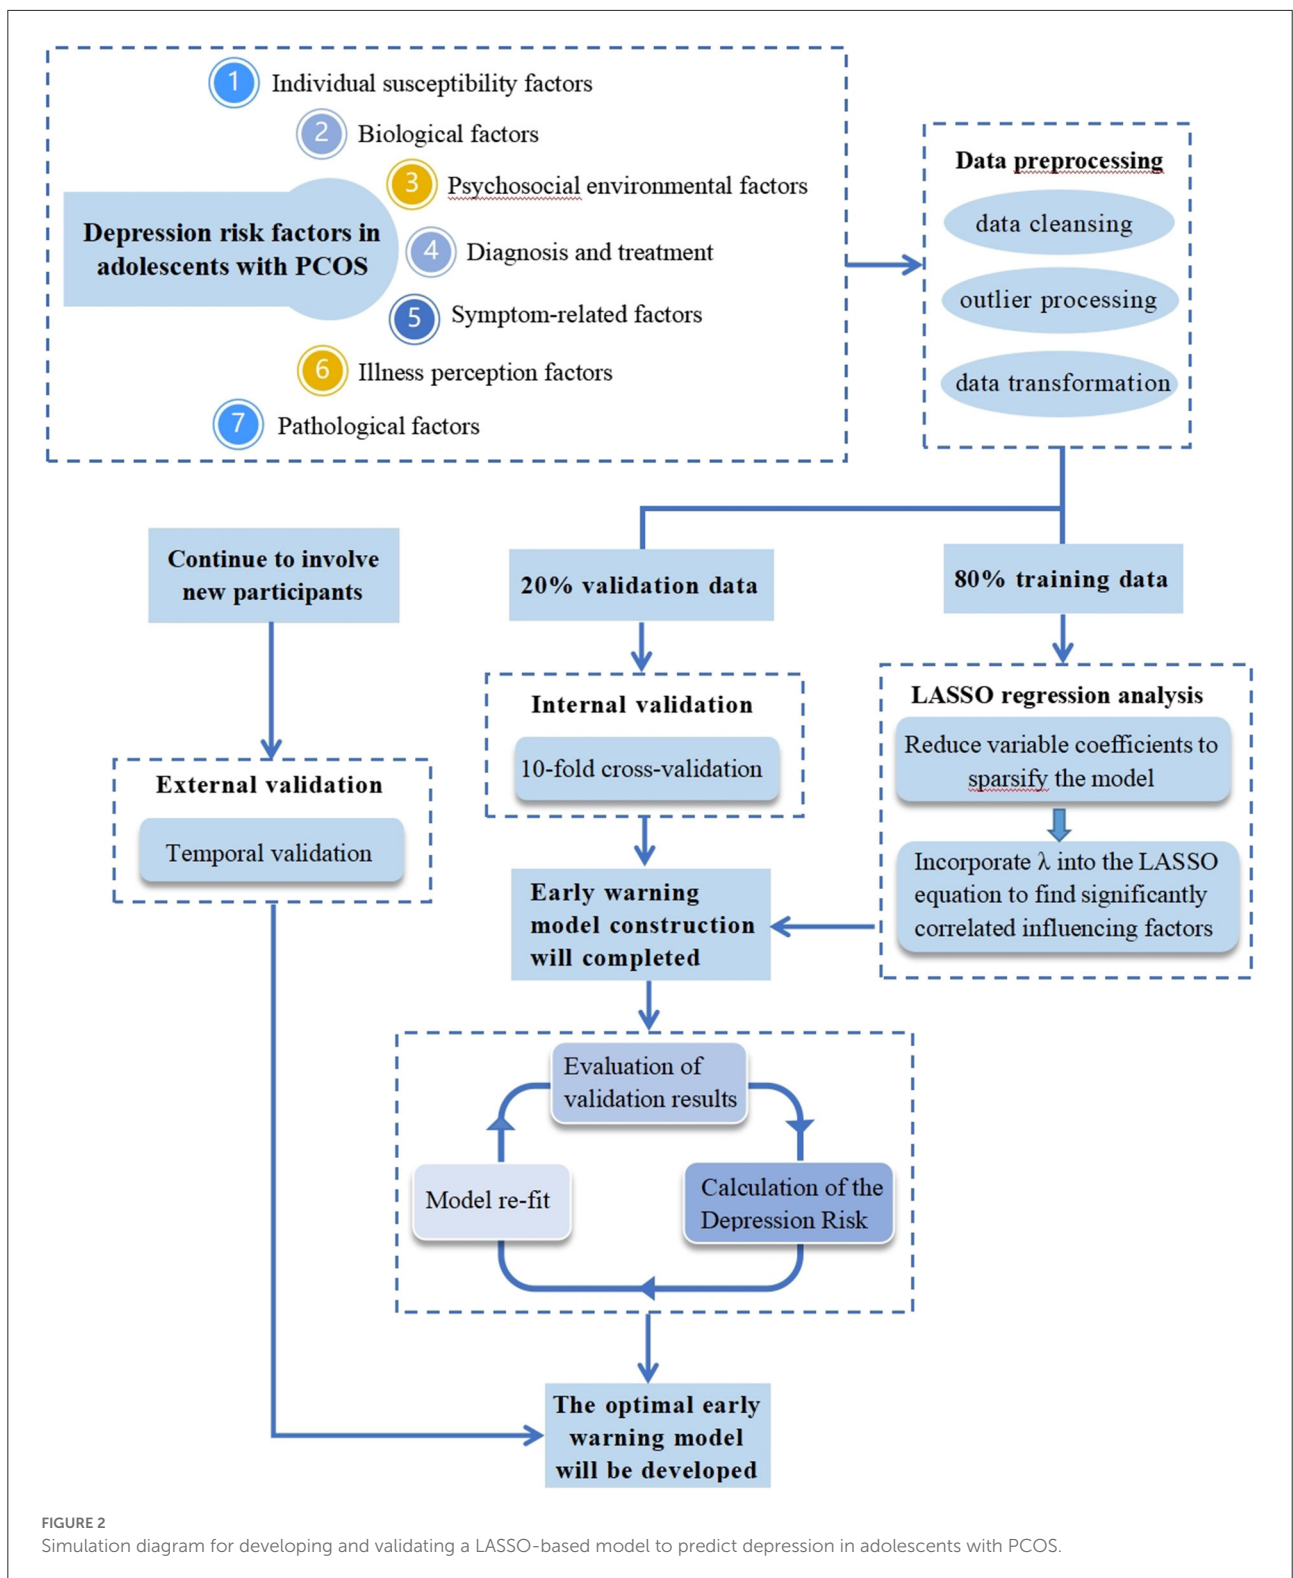 1 Individual susceptibility factors
2 Biological factors
3 Psychosocial environmental factors
Depression risk factors in
adolescents with PCOS
4 Diagnosis and treatment
5 Symptom-related factors
6 Illness perception factors
7 Pathological factors
Data preprocessing
data cleansing
outlier processing
data transformation
Continue to involve
new participants
20% validation data
80% training data
External validation
Temporal validation
Internal validation
10-fold cross-validation
LASSO regression analysis
Reduce variable coefficients to
sparsify the model
Incorporate λ into the LASSO
equation to find significantly
correlated influencing factors
Early warning
model construction
will completed
Evaluation of
validation results
Model re-fit
Calculation of the
Depression Risk
The optimal early
warning model
will be developed
FIGURE 2
Simulation diagram for developing and validating a LASSO-based model to predict depression in adolescents with PCOS.